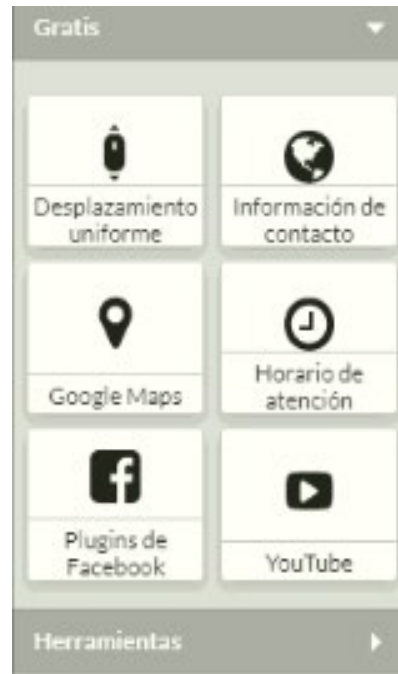 Gratis
Desplazamiento
uniforme
Información de
contacto
Google Maps
Horario de
atención
Plugins de
Facebook
YouTube
Herramientas